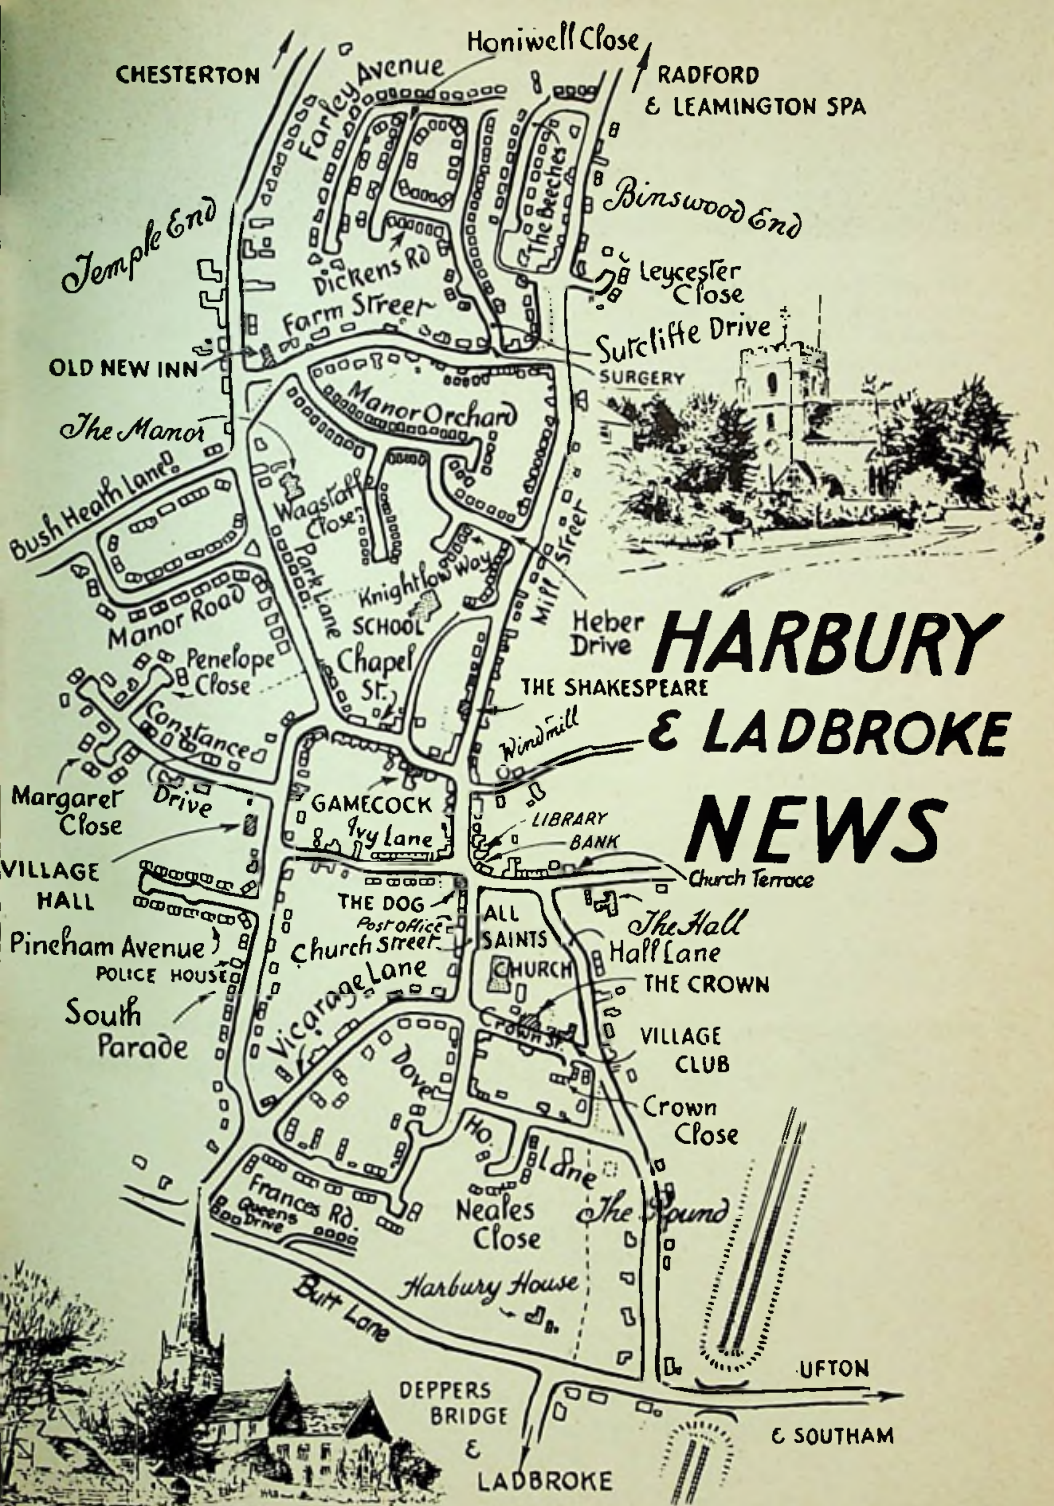 Honiwell Close
CHESTERTON
Farley Avenue
RADFORD
& LEAMINGTON SPA
The Beeches
Binswood End
Temple End
Dickens Rd
Leycester
Close
Farm Street
Sutcliffe Drive
OLD NEW INN
SURGERY
Manor Orchard
The Manor
Bush Heath Lane
Wagstaff
Close
Park Lane
Knightlow Way
Mill Street
Manor Road
SCHOOL
Heber
Drive
HARBURY
& LADBROKE
NEWS
Penelope
Close
Chapel
St.
THE SHAKESPEARE
Constance
Drive
Windmill
Margaret
Close
GAMECOCK
LIBRARY
Ivy Lane
BANK
VILLAGE
HALL
Church Terrace
THE DOG
Post office
ALL
SAINTS
CHURCH
The Hall
Pineham Avenue
Church Street
Hall Lane
POLICE HOUSE
THE CROWN
Vicarage Lane
South
Parade
Crown St.
VILLAGE
CLUB
Dove
Ho.
Lane
Crown
Close
Frances Rd.
Queens
Drive
Neales
Close
The Pound
Harbury House
Butt Lane
UFTON
& SOUTHAM
DEPPERS
BRIDGE
&
LADBROKE